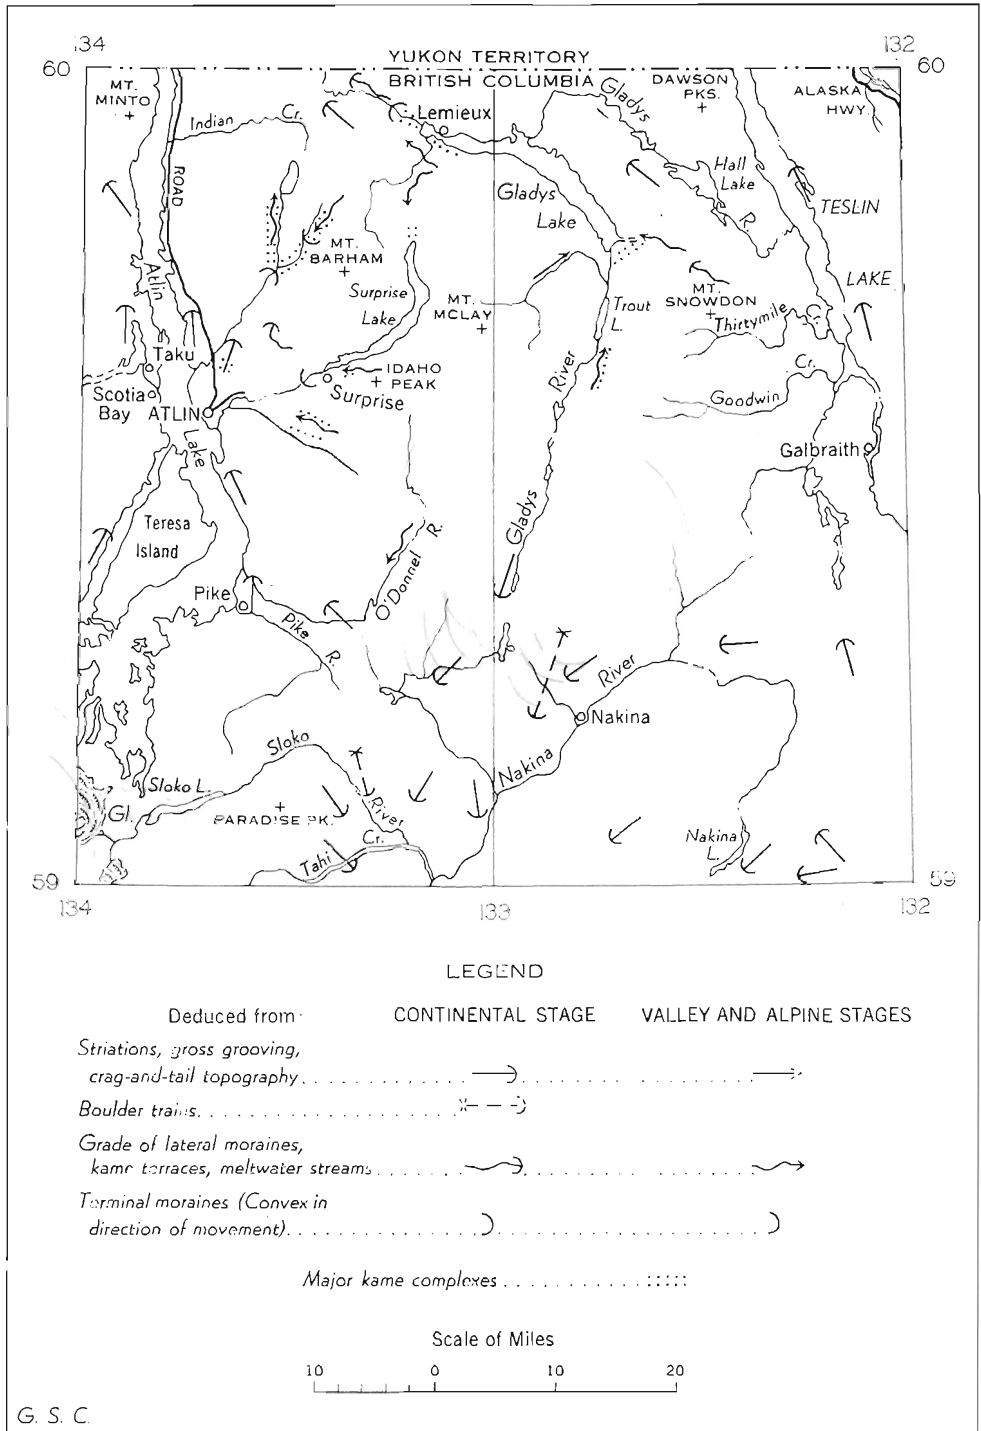 134
132
60
YUKON TERRITORY
60
BRITISH COLUMBIA
MT.
MINTO
DAWSON
PKS.
ALASKA
HWY.
Indian Cr.
Lemieux
Gladys
R.
ROAD
Hall
Lake
Gladys
Lake
TESLIN
LAKE
MT.
BARHAM
Atlin
Lake
Surprise
Lake
MT.
MCLAY
Trout
L.
MT.
SNOWDON
Thirtymile
Cr.
Taku
IDAHO
PEAK
Surprise
Scotia
Bay
ATLIN
Goodwin
Galbraith
Gladys River
Teresa
Island
O'Donnel R.
Pike
Pike R.
River
Nakina
Sloko
River
Nakina
Sloko L.
Gl.
PARADISE PK.
Nakina
L.
Tahi Cr.
59
59
134
133
132
LEGEND
Deduced from:
CONTINENTAL STAGE
VALLEY AND ALPINE STAGES
Striations, gross grooving,
crag-and-tail topography
Boulder trains
Grade of lateral moraines,
kame terraces, meltwater streams
Terminal moraines (Convex in
direction of movement)
Major kame complexes
Scale of Miles
10 0 10 20
G. S. C.